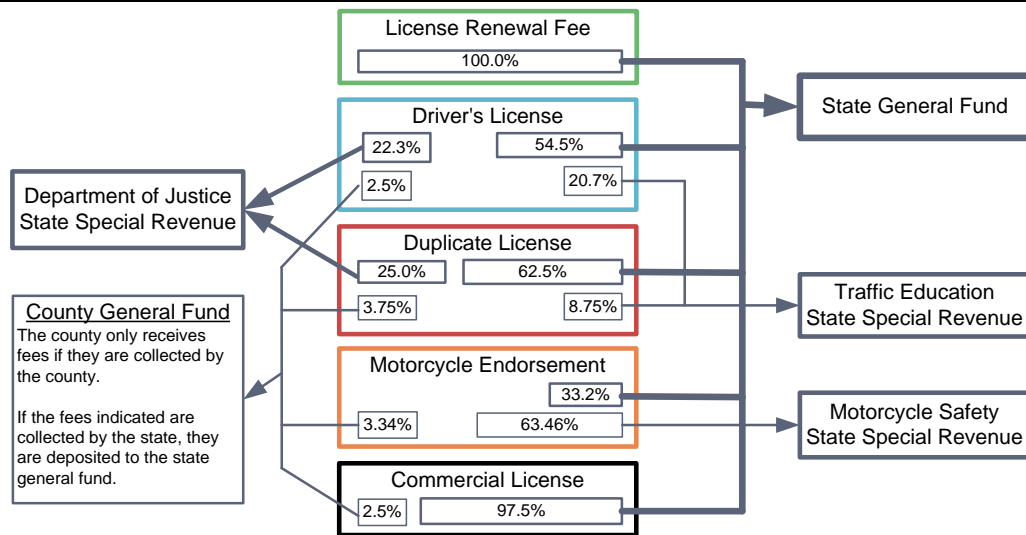 License Renewal Fee
100.0%
State General Fund
Driver's License
22.3%
54.5%
2.5%
20.7%
Department of Justice
State Special Revenue
Duplicate License
25.0%
62.5%
3.75%
8.75%
Traffic Education
State Special Revenue
County General Fund
The county only receives
fees if they are collected by
the county.
If the fees indicated are
collected by the state, they
are deposited to the state
general fund.
Motorcycle Endorsement
33.2%
3.34%
63.46%
Motorcycle Safety
State Special Revenue
Commercial License
2.5%
97.5%